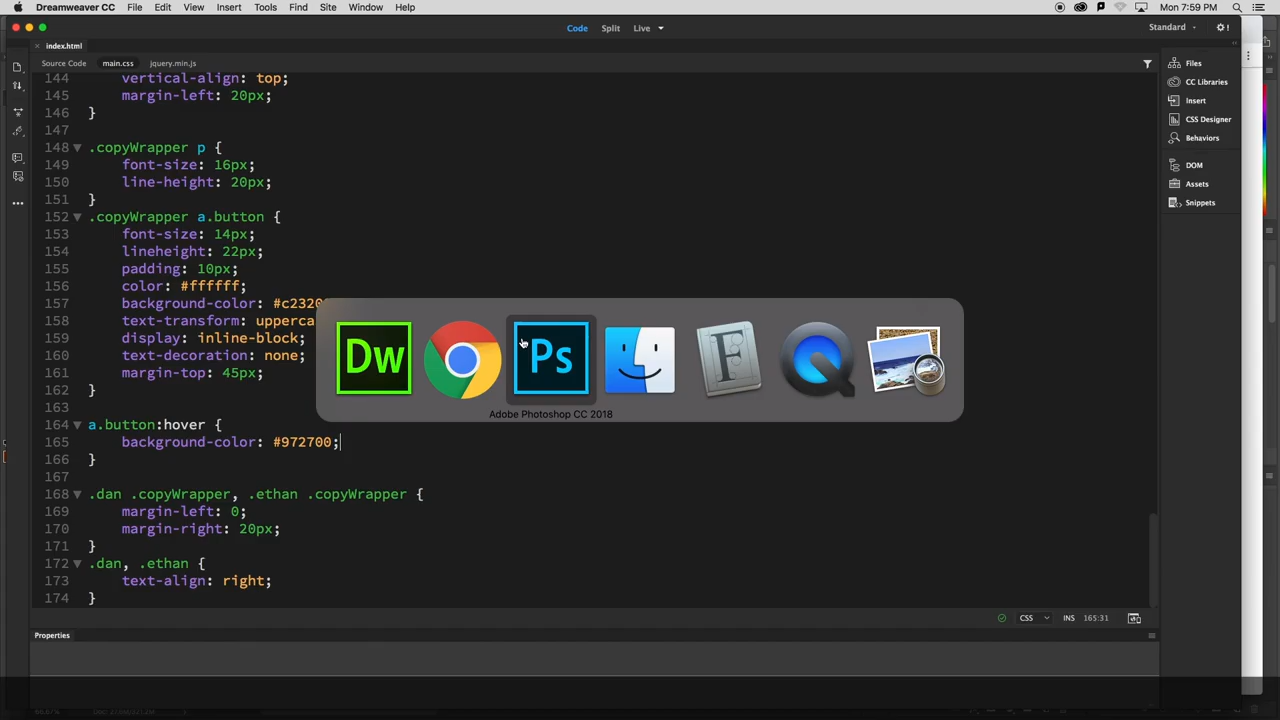 Dreamweaver CC File Edit View Insert Tools Find Site Window Help Mon 7:59 PM
Code Split Live Standard
index.html
Source Code main.css jquery.min.js
144 vertical-align: top;
145 margin-left: 20px;
146 }
147
148 .copyWrapper p {
149 font-size: 16px;
150 line-height: 20px;
151 }
152 .copyWrapper a.button {
153 font-size: 14px;
154 lineheight: 22px;
155 padding: 10px;
156 color: #ffffff;
157 background-color:
158 text-transform:
159 display: inline-block;
160 text-decoration: none;
161 margin-top: 45px;
162 }
163
164 a.button:hover {
165 background-color: #972700;
166 }
167
168 .dan .copyWrapper, .ethan .copyWrapper {
169 margin-left: 0;
170 margin-right: 20px;
171 }
172 .dan, .ethan {
173 text-align: right;
174 }
Dw Ps F
Adobe Photoshop CC 2018
Files
CC Libraries
Insert
CSS Designer
Behaviors
DOM
Assets
Snippets
CSS INS 165:31
Properties